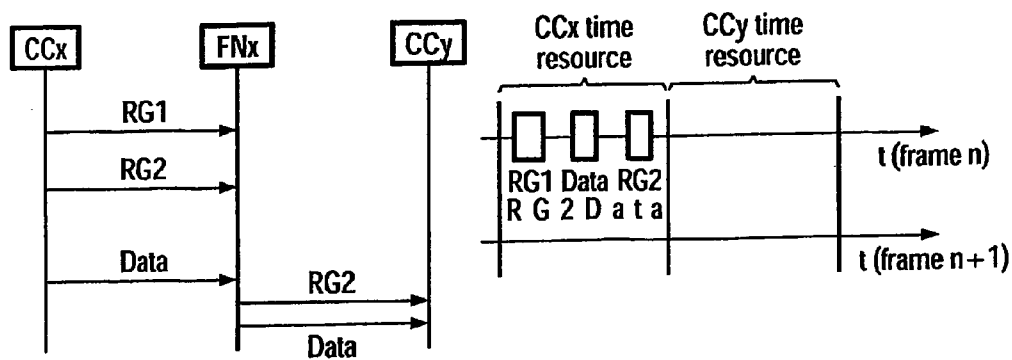 CCx
FNx
CCy
RG1
RG2
Data
RG2
Data
CCx time
resource
CCy time
resource
t (frame n)
RG1 Data RG2
R G 2 D a t a
t (frame n+1)